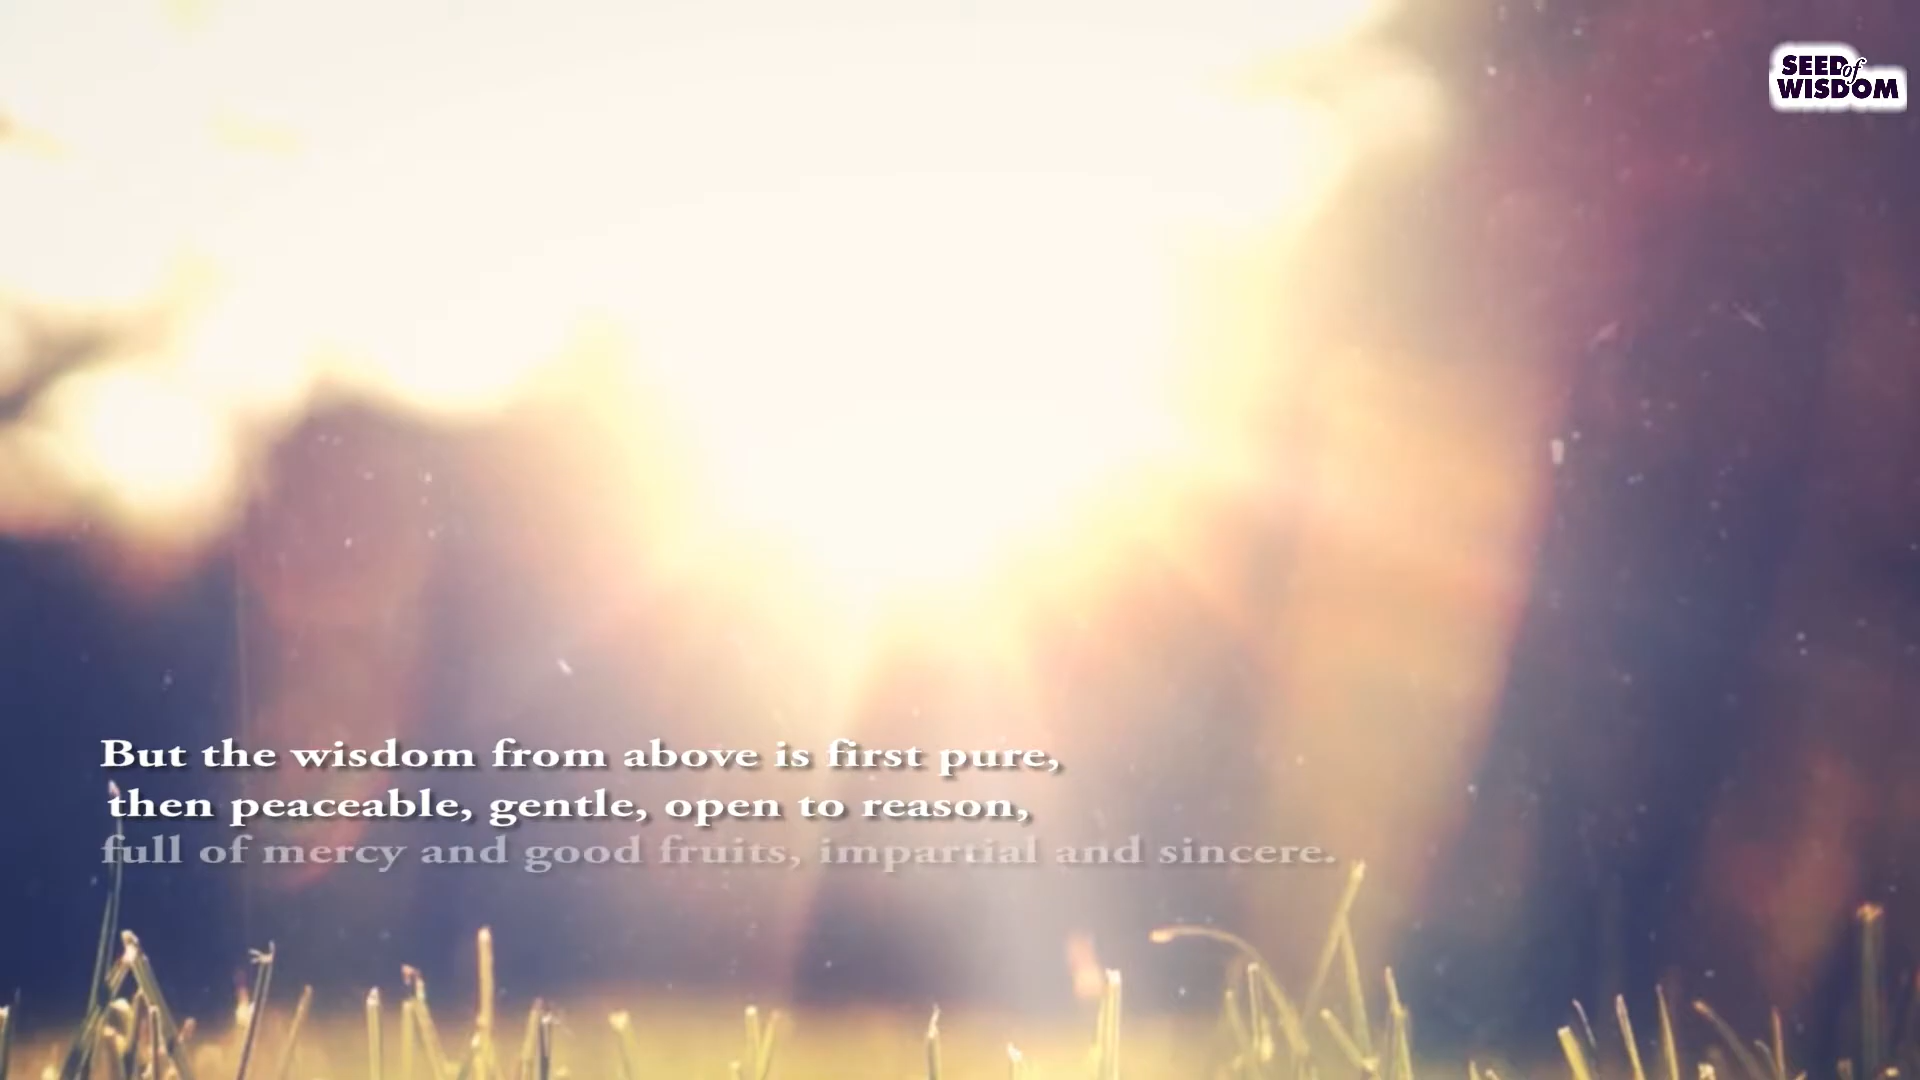 SEED of
WISDOM
But the wisdom from above is first pure,
then peaceable, gentle, open to reason,
full of mercy and good fruits, impartial and sincere.